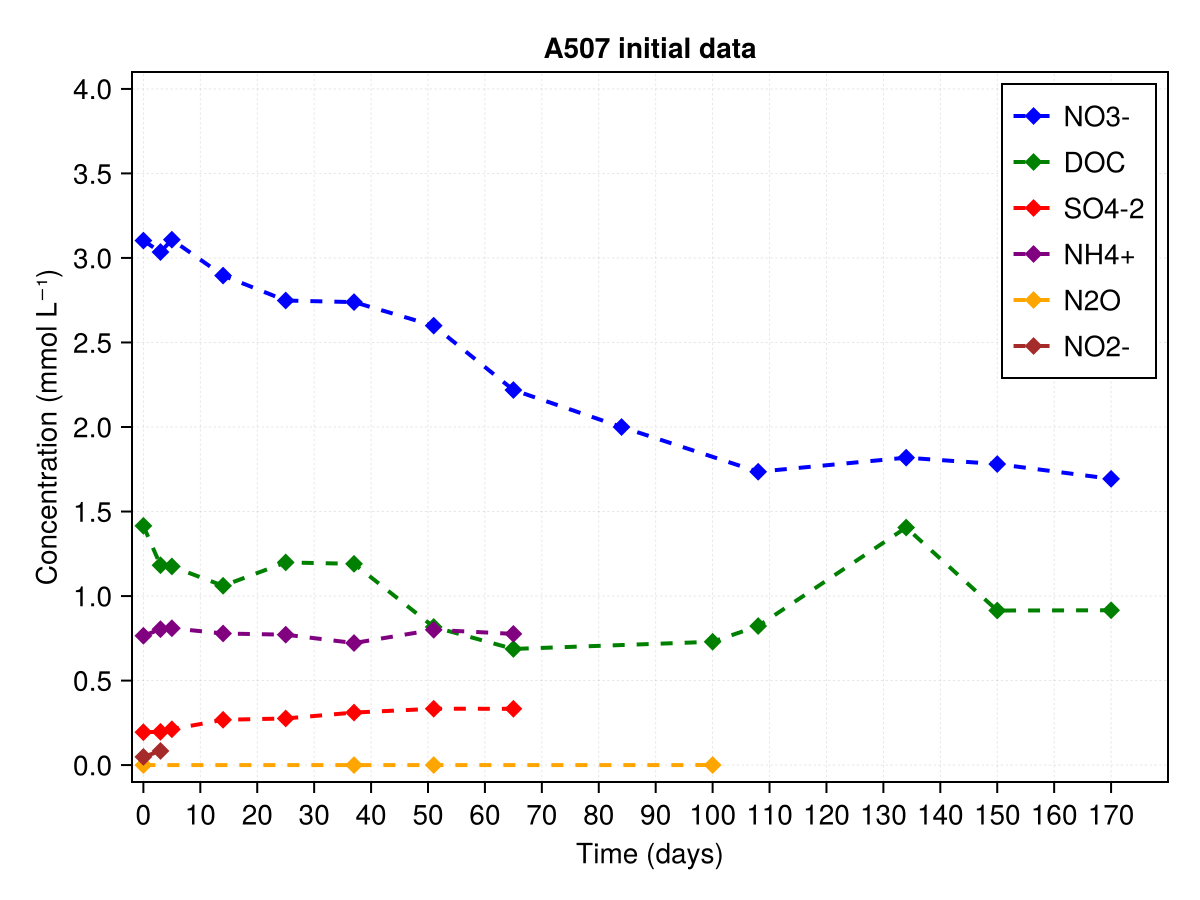 A507 initial data
4.0
3.5
3.0
2.5
2.0
1.5
1.0
0.5
0.0
Concentration (mmol L⁻¹)
NO3-
DOC
SO4-2
NH4+
N2O
NO2-
0 10 20 30 40 50 60 70 80 90 100 110 120 130 140 150 160 170
Time (days)